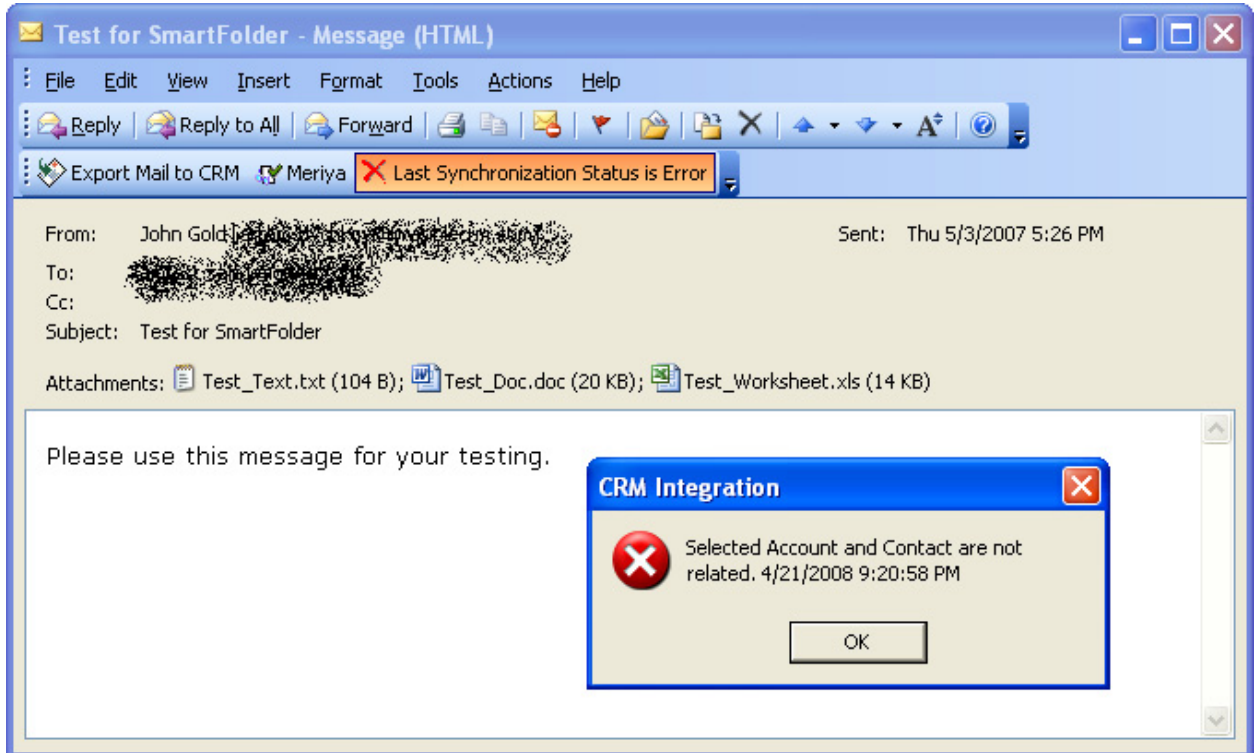 Test for SmartFolder - Message (HTML)
File Edit View Insert Format Tools Actions Help
Reply Reply to All Forward
Export Mail to CRM Meriya Last Synchronization Status is Error
From: John Gold Sent: Thu 5/3/2007 5:26 PM
To:
Cc:
Subject: Test for SmartFolder
Attachments: Test_Text.txt (104 B); Test_Doc.doc (20 KB); Test_Worksheet.xls (14 KB)
Please use this message for your testing.
CRM Integration
Selected Account and Contact are not
related. 4/21/2008 9:20:58 PM
OK